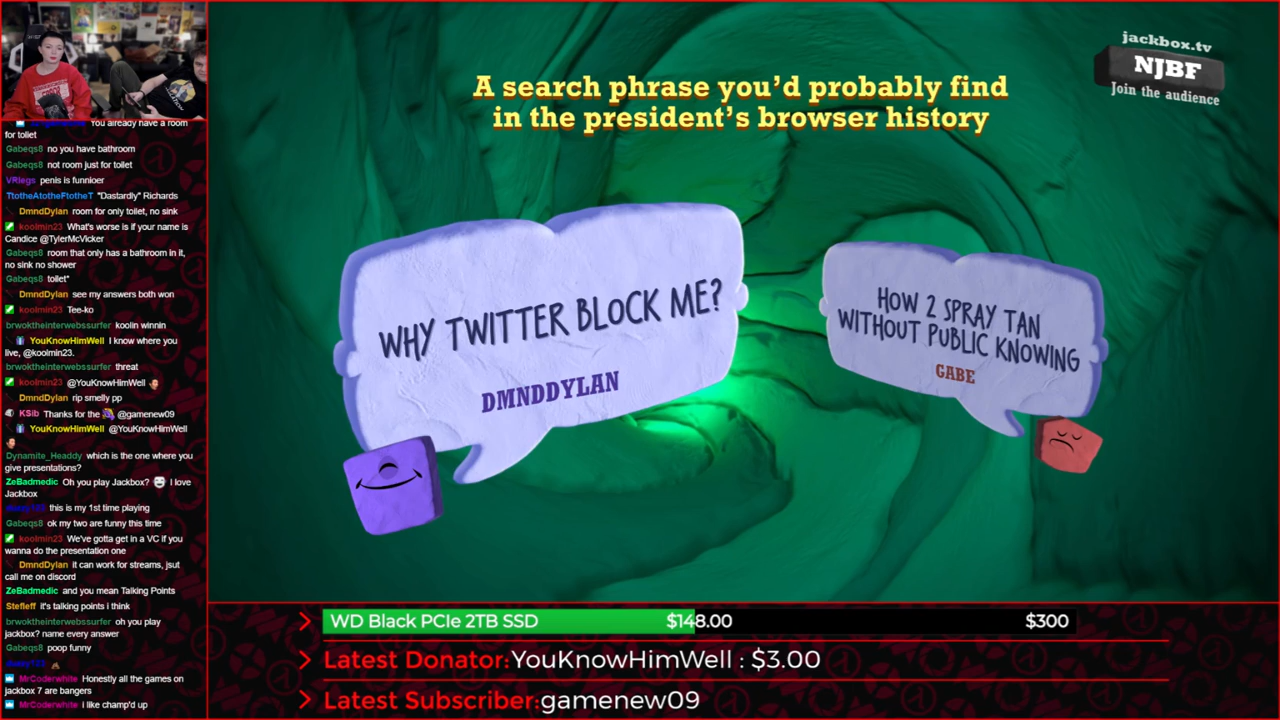 You already have a room
for toliet
Gabeqs8 no you have bathroom
Gabeqs8 not room just for toilet
VRlegs penis is funnioer
TtotheAtotheFtotheT "Dastardly" Richards
DmndDylan room for only toilet, no sink
koolmin23 What's worse is if your name is
Candice @TylerMcVicker
Gabeqs8 room that only has a bathroom in it,
no sink no shower
Gabeqs8 toilet*
DmndDylan see my answers both won
koolmin23 Tee-ko
brwoktheinterwebssurfer koolin winnin
YouKnowHimWell I know where you
live, @koolmin23.
brwoktheinterwebssurfer threat
koolmin23 @YouKnowHimWell
DmndDylan rip smelly pp
KSib Thanks for the @gamenew09
YouKnowHimWell @YouKnowHimWell
Dynamite_Headdy which is the one where you
give presentations?
ZeBadmedic Oh you play Jackbox? I love
Jackbox
this is my 1st time playing
Gabeqs8 ok my two are funny this time
koolmin23 We've gotta get in a VC if you
wanna do the presentation one
DmndDylan it can work for streams, jsut
call me on discord
ZeBadmedic and you mean Talking Points
Stefleff it's talking points i think
brwoktheinterwebssurfer oh you play
jackbox? name every answer
Gabeqs8 poop funny
MrCoderwhite Honestly all the games on
jackbox 7 are bangers
MrCoderwhite i like champ'd up
A search phrase you'd probably find
in the president's browser history
jackbox.tv
NJBF
Join the audience
WHY TWITTER BLOCK ME?
DMNDDYLAN
HOW 2 SPRAY TAN
WITHOUT PUBLIC KNOWING
GABE
WD Black PCIe 2TB SSD $148.00 $300
Latest Donator:YouKnowHimWell : $3.00
Latest Subscriber:gamenew09